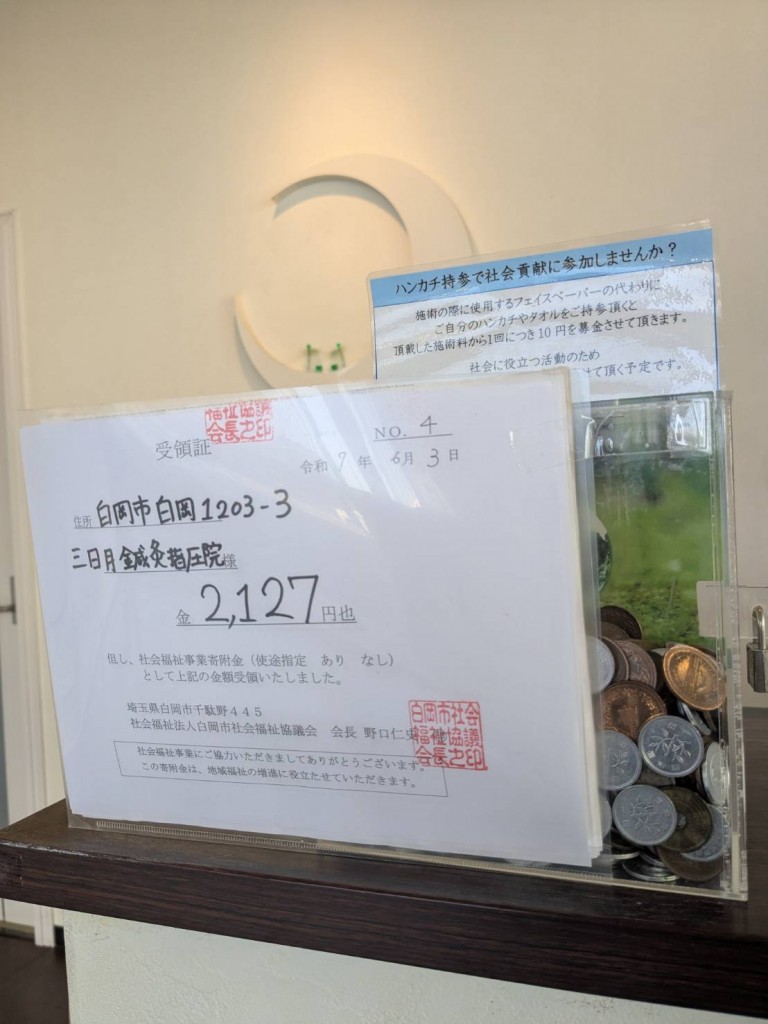 ハンカチ持参で社会貢献に参加しませんか？
施術の際に使用するフェイスペーパーの代わりに
ご自分のハンカチやタオルをご持参頂くと
頂戴した施術料から1回につき10円を募金させて頂きます。
社会に役立つ活動のため
せて頂く予定です。
福祉協議
会長之印
受領証
NO. 4
令和 7 年 6月 3 日
住所 白岡市白岡1203-3
三日月鍼灸指圧院様
金 2,127円也
但し、社会福祉事業寄附金（使途指定 あり なし）
として上記の金額受領いたしました。
埼玉県白岡市千駄野４４５
社会福祉法人白岡市社会福祉協議会 会長 野口仁史
白岡市社会
福祉協議
会長之印
社会福祉事業にご協力いただきましてありがとうございます。
この寄附金は、地域福祉の増進に役立たせていただきます。